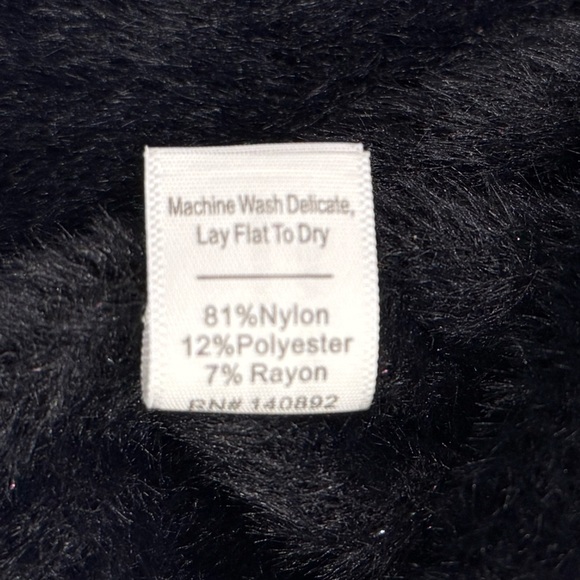 Machine Wash Delicate,
Lay Flat To Dry
81%Nylon
12%Polyester
7% Rayon
RN# 140892